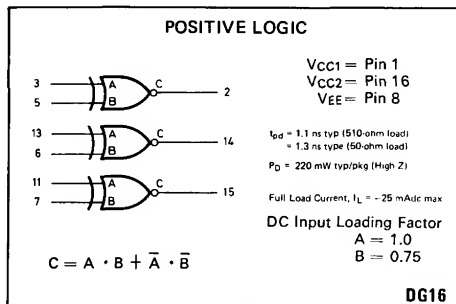 POSITIVE LOGIC
3 A C 2
5 B
13 A C 14
6 B
11 A C 15
7 B
C = A · B + A̅ · B̅
VCC1 = Pin 1
VCC2 = Pin 16
VEE = Pin 8
tpd = 1.1 ns typ (510-ohm load)
= 1.3 ns type (50-ohm load)
PD = 220 mW typ/pkg (High Z)
Full Load Current, IL = –25 mAdc max
DC Input Loading Factor
A = 1.0
B = 0.75
DG16